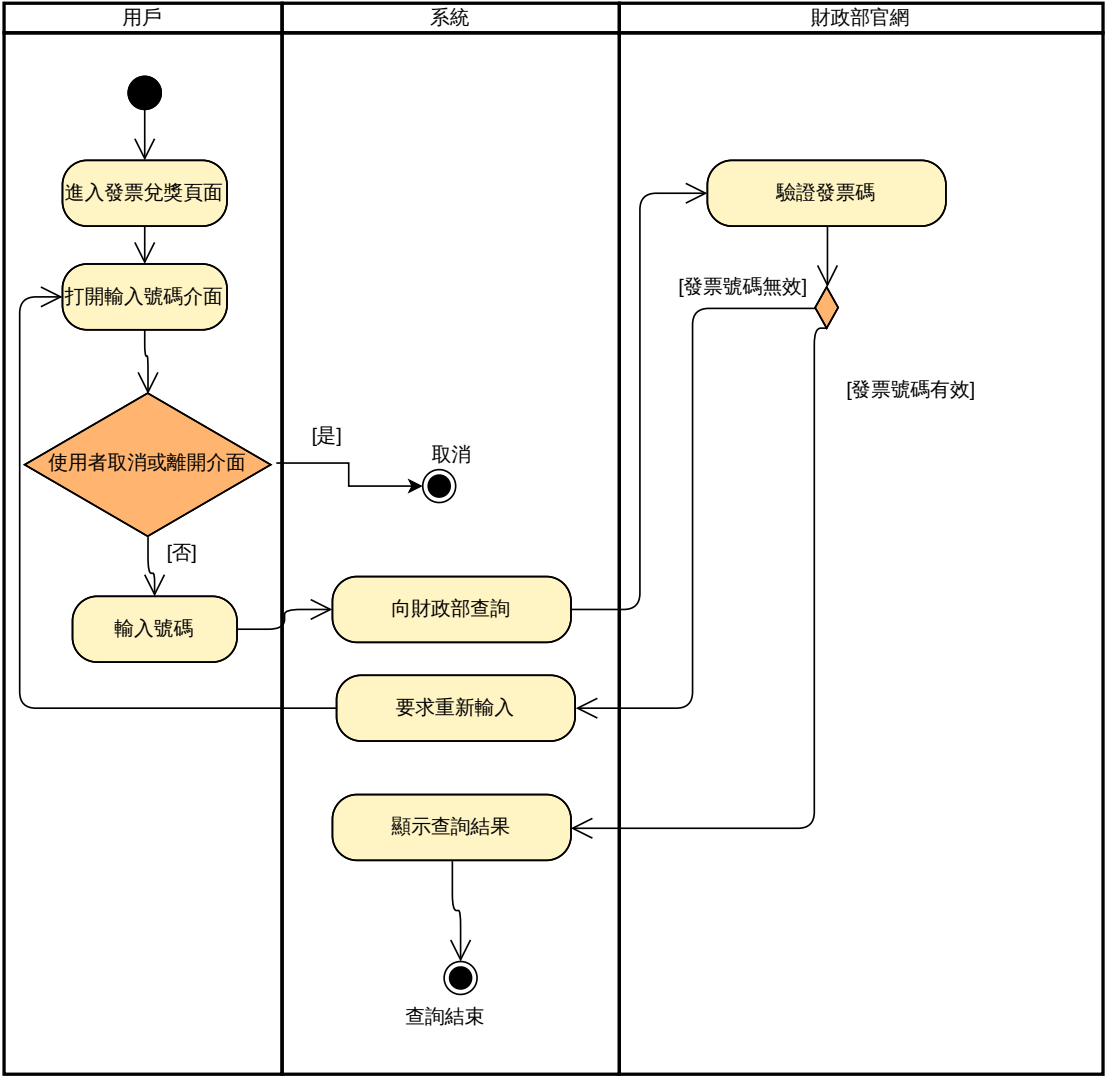 用戶
系統
財政部官網
進入發票兌獎頁面
驗證發票碼
打開輸入號碼介面
[發票號碼無效]
[發票號碼有效]
使用者取消或離開介面
[是]
取消
[否]
輸入號碼
向財政部查詢
要求重新輸入
顯示查詢結果
查詢結束